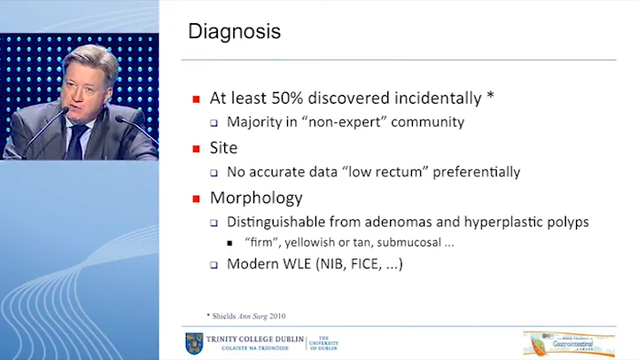 Diagnosis
At least 50% discovered incidentally *
Majority in “non-expert” community
Site
No accurate data “low rectum” preferentially
Morphology
Distinguishable from adenomas and hyperplastic polyps
“firm”, yellowish or tan, submucosal ...
Modern WLE (NIB, FICE, ...)
* Shields Ann Surg 2010
TRINITY COLLEGE DUBLIN
COLÁISTE NA TRÍONÓIDE
THE
UNIVERSITY
OF DUBLIN
Gastrointestinal